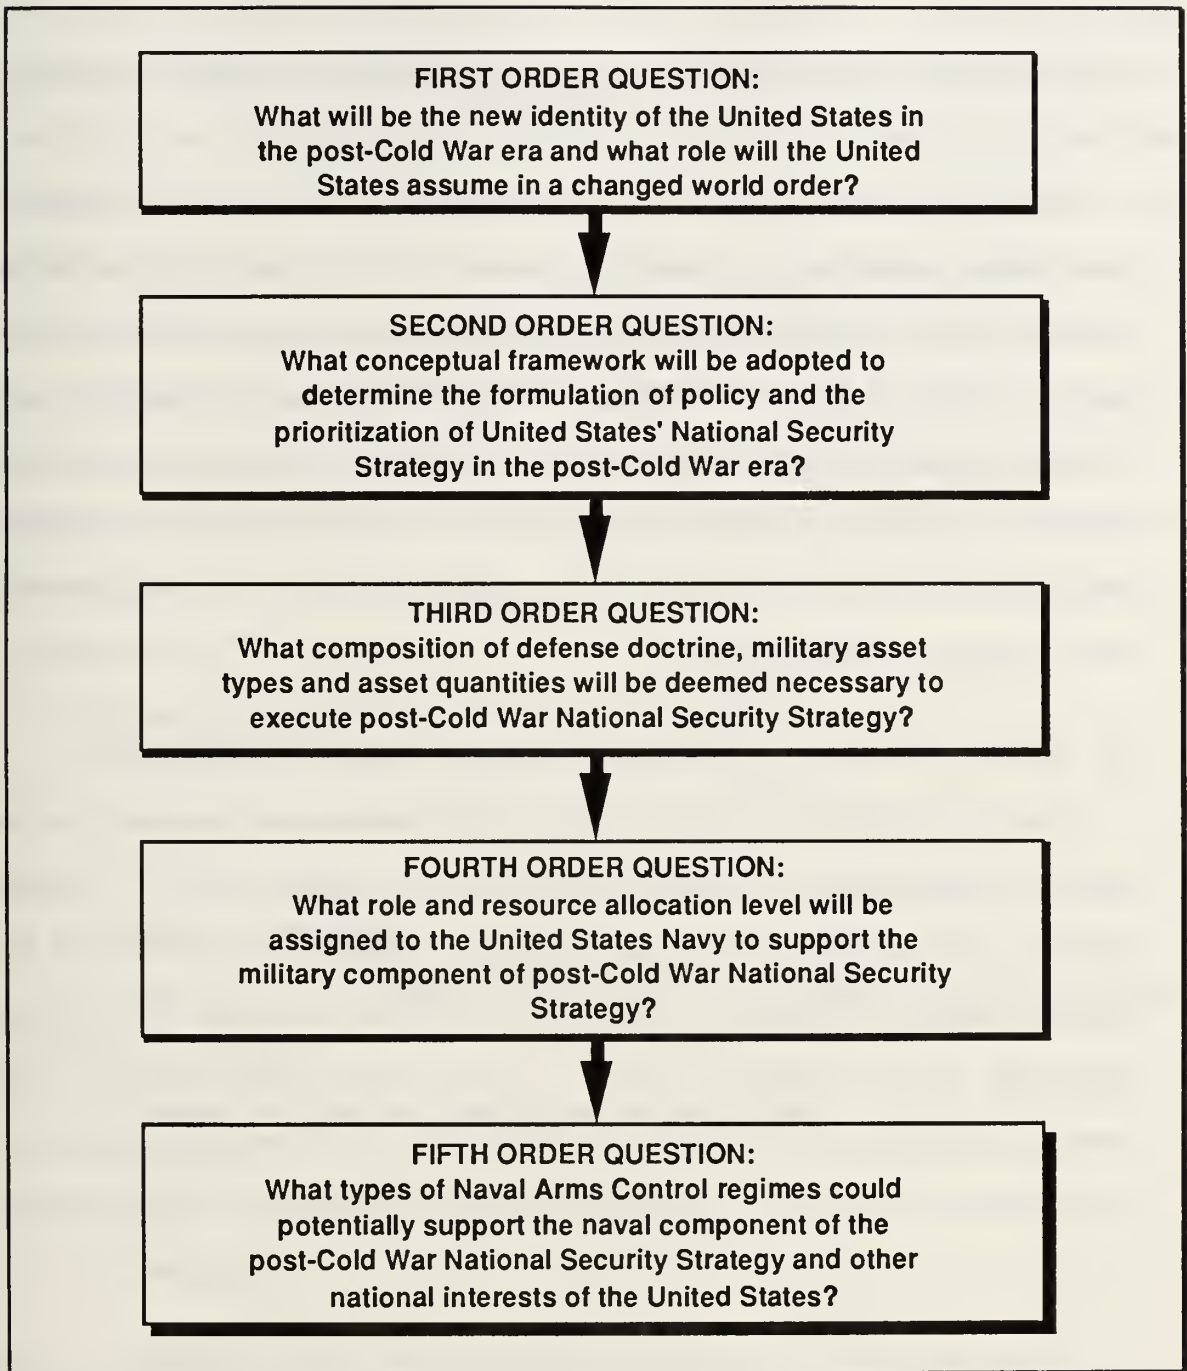 FIRST ORDER QUESTION:
What will be the new identity of the United States in
the post-Cold War era and what role will the United
States assume in a changed world order?
SECOND ORDER QUESTION:
What conceptual framework will be adopted to
determine the formulation of policy and the
prioritization of United States' National Security
Strategy in the post-Cold War era?
THIRD ORDER QUESTION:
What composition of defense doctrine, military asset
types and asset quantities will be deemed necessary to
execute post-Cold War National Security Strategy?
FOURTH ORDER QUESTION:
What role and resource allocation level will be
assigned to the United States Navy to support the
military component of post-Cold War National Security
Strategy?
FIFTH ORDER QUESTION:
What types of Naval Arms Control regimes could
potentially support the naval component of the
post-Cold War National Security Strategy and other
national interests of the United States?